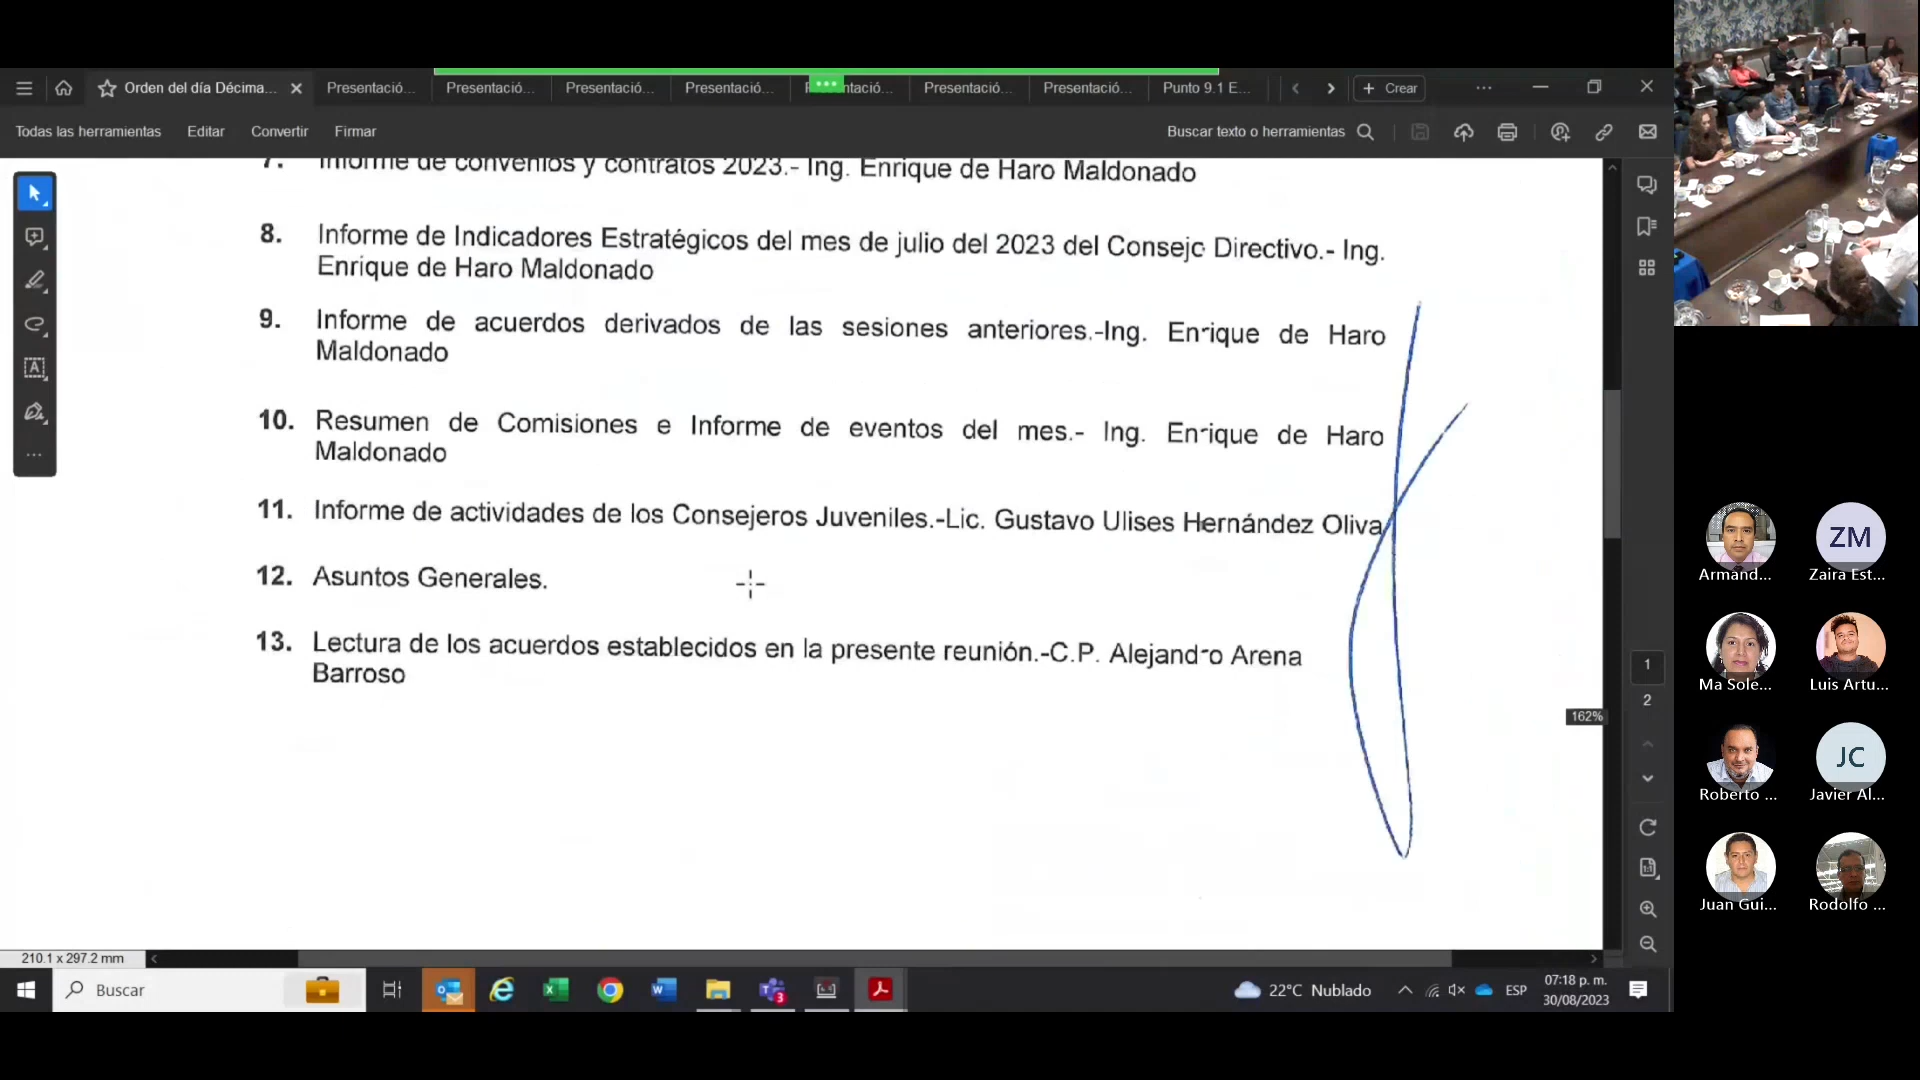 Orden del día Décima...
Presentació...
Presentació...
Presentació...
Presentació...
Presentació...
Presentació...
Presentació...
Punto 9.1 E...
Crear
Todas las herramientas
Editar
Convertir
Firmar
Buscar texto o herramientas
7. Informe de convenios y contratos 2023.- Ing. Enrique de Haro Maldonado
8. Informe de Indicadores Estratégicos del mes de julio del 2023 del Consejo Directivo.- Ing.
Enrique de Haro Maldonado
9. Informe de acuerdos derivados de las sesiones anteriores.-Ing. Enrique de Haro
Maldonado
10. Resumen de Comisiones e Informe de eventos del mes.- Ing. Enrique de Haro
Maldonado
11. Informe de actividades de los Consejeros Juveniles.-Lic. Gustavo Ulises Hernández Oliva
12. Asuntos Generales.
13. Lectura de los acuerdos establecidos en la presente reunión.-C.P. Alejandro Arena
Barroso
1
2
162%
210.1 x 297.2 mm
Buscar
3
22°C Nublado
ESP
07:18 p. m.
30/08/2023
ZM
Armand...
Zaira Est...
Ma Sole...
Luis Artu...
JC
Roberto ...
Javier Al...
Juan Gui...
Rodolfo ...